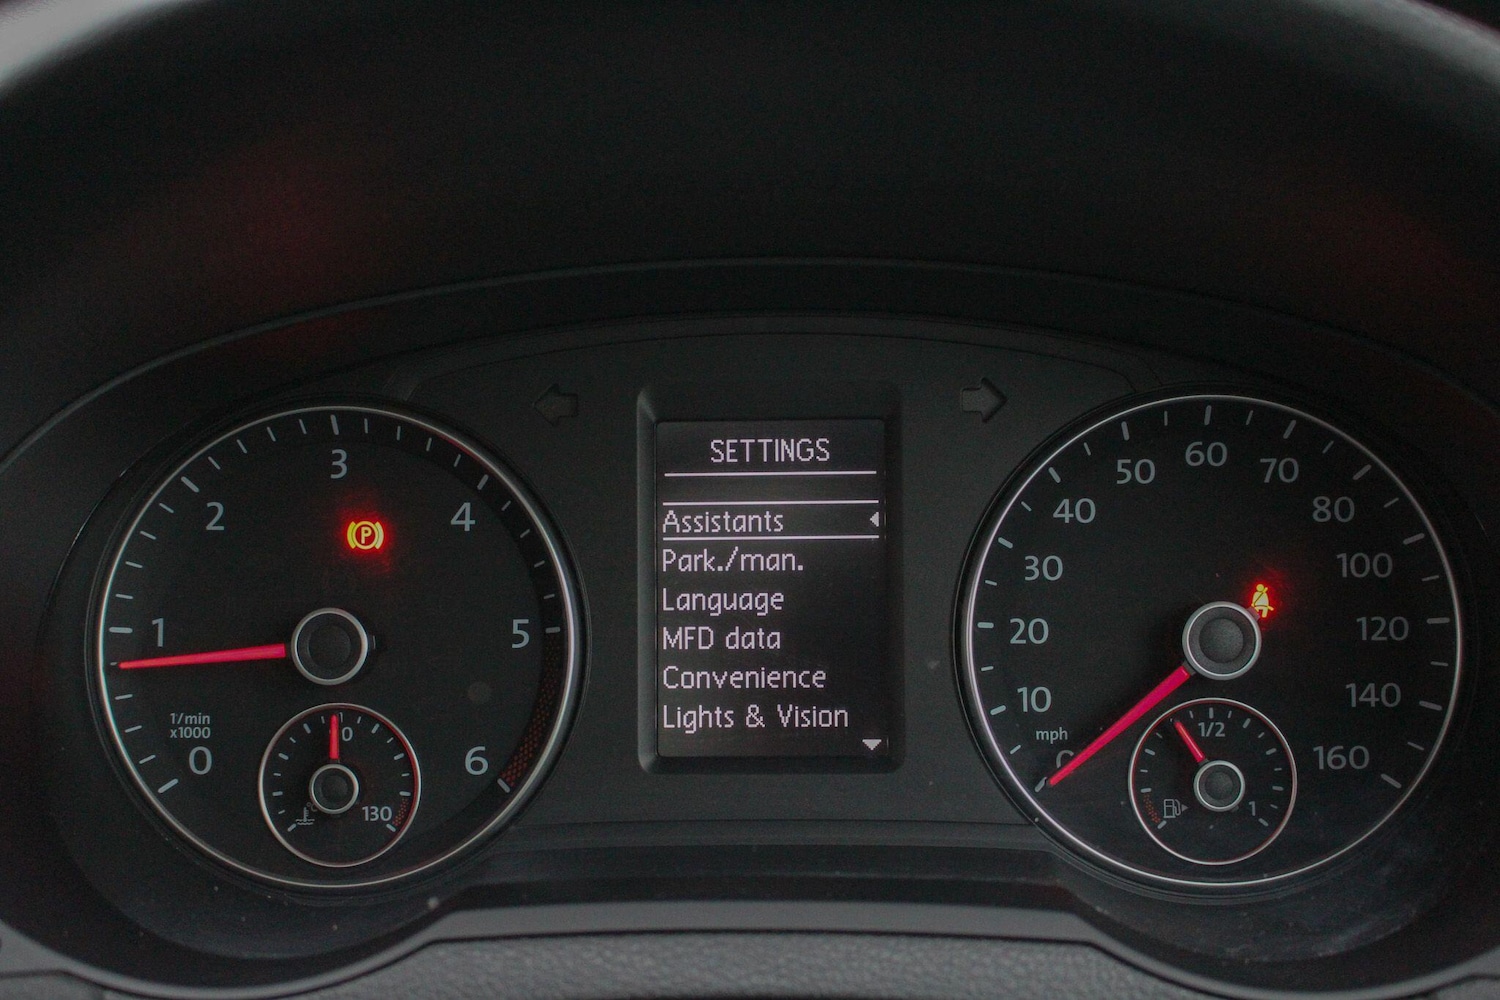 3
2
4
P
1
5
1/min
x1000
0
6
130
SETTINGS
Assistants
Park./man.
Language
MFD data
Convenience
Lights & Vision
60
50
70
40
80
30
100
20
120
10
140
mph
0
160
1/2
1